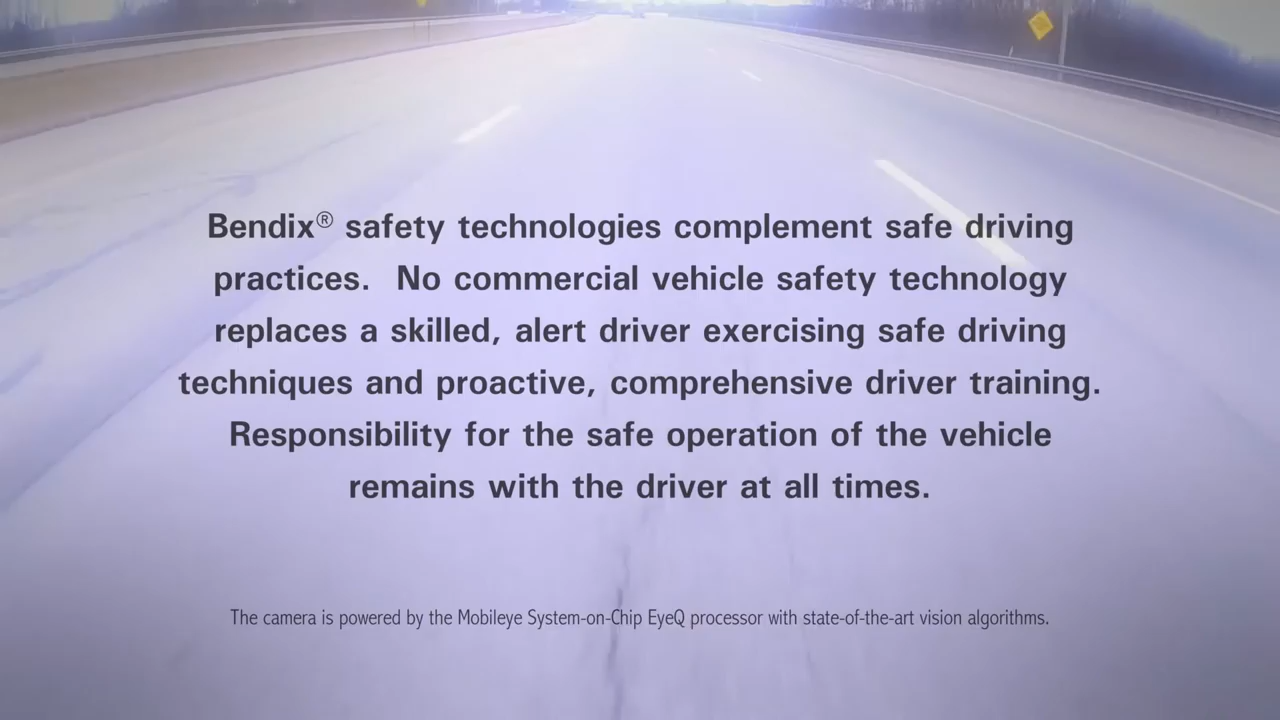 Bendix® safety technologies complement safe driving
practices.  No commercial vehicle safety technology
replaces a skilled, alert driver exercising safe driving
techniques and proactive, comprehensive driver training.
Responsibility for the safe operation of the vehicle
remains with the driver at all times.
The camera is powered by the Mobileye System-on-Chip EyeQ processor with state-of-the-art vision algorithms.